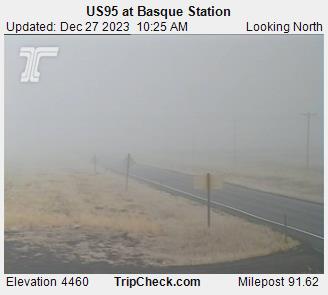 US95 at Basque Station
Updated: Dec 27 2023 10:25 AM Looking North
Elevation 4460 TripCheck.com Milepost 91.62